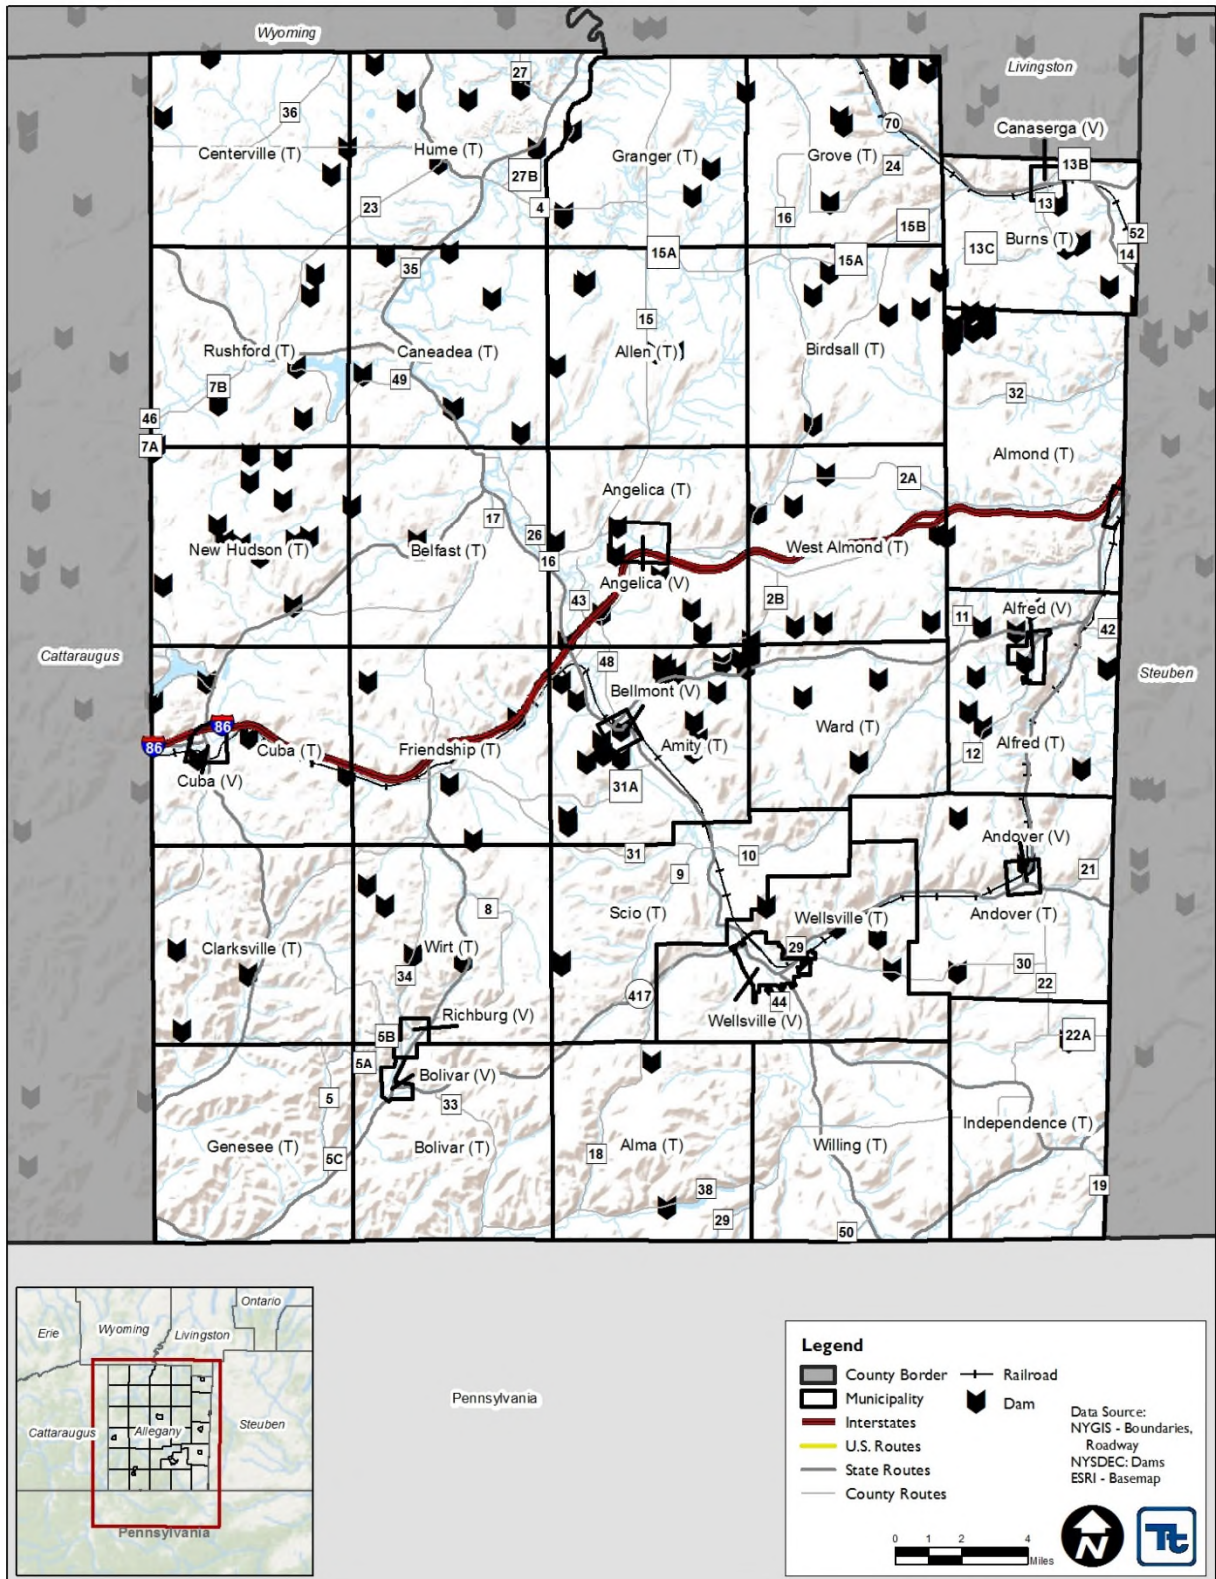 Wyoming
Livingston
27
36
70
Canaserga (V)
Centerville (T)
Hume (T)
Granger (T)
Grove (T)
13B
24
27B
23
4
16
15B
13
52
Burns (T)
13C
14
15A
15A
35
15
Rushford (T)
Caneadea (T)
Allen (T)
Birdsall (T)
49
7B
32
46
7A
Almond (T)
Angelica (T)
2A
17
26
New Hudson (T)
Belfast (T)
16
West Almond (T)
Angelica (V)
43
2B
Alfred (V)
11
42
Cattaraugus
48
Steuben
Bellmont (V)
86
86
Cuba (T)
Friendship (T)
Amity (T)
Ward (T)
Alfred (T)
12
Cuba (V)
31A
Andover (V)
31
10
9
21
8
Scio (T)
Wellsville (T)
Andover (T)
Clarksville (T)
Wirt (T)
29
34
30
22
417
44
Richburg (V)
Wellsville (V)
5B
22A
5A
Bolivar (V)
5
33
Genesee (T)
Bolivar (T)
Alma (T)
Willing (T)
Independence (T)
5C
18
38
19
29
50
Ontario
Erie
Wyoming
Livingston
Cattaraugus
Allegany
Steuben
Pennsylvania
Pennsylvania
Legend
County Border
Railroad
Municipality
Dam
Interstates
U.S. Routes
State Routes
County Routes
Data Source:
NYGIS - Boundaries,
Roadway
NYSDEC: Dams
ESRI - Basemap
0 1 2 4
Miles
N
Tt